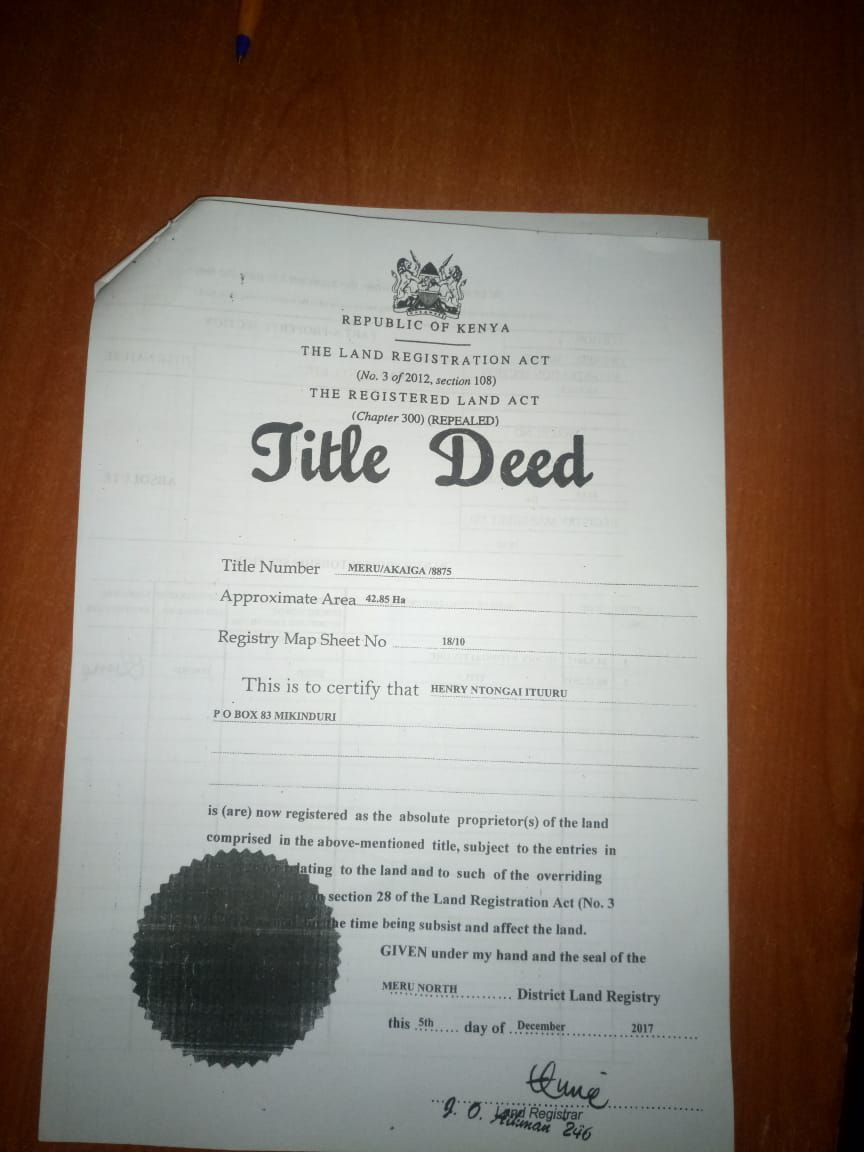 REPUBLIC OF KENYA
THE LAND REGISTRATION ACT
(No. 3 of 2012, section 108)
THE REGISTERED LAND ACT
(Chapter 300) (REPEALED)
Title Deed
Title Number MERU/AKAIGA /8875
Approximate Area 42.85 Ha
Registry Map Sheet No 18/10
This is to certify that HENRY NTONGAI ITUURU
P O BOX 83 MIKINDURI
is (are) now registered as the absolute proprietor(s) of the land
comprised in the above-mentioned title, subject to the entries in
to the land and to such of the overriding
section 28 of the Land Registration Act (No. 3
the time being subsist and affect the land.
GIVEN under my hand and the seal of the
MERU NORTH District Land Registry
this 5th day of December 2017
Land Registrar
J. O. 246